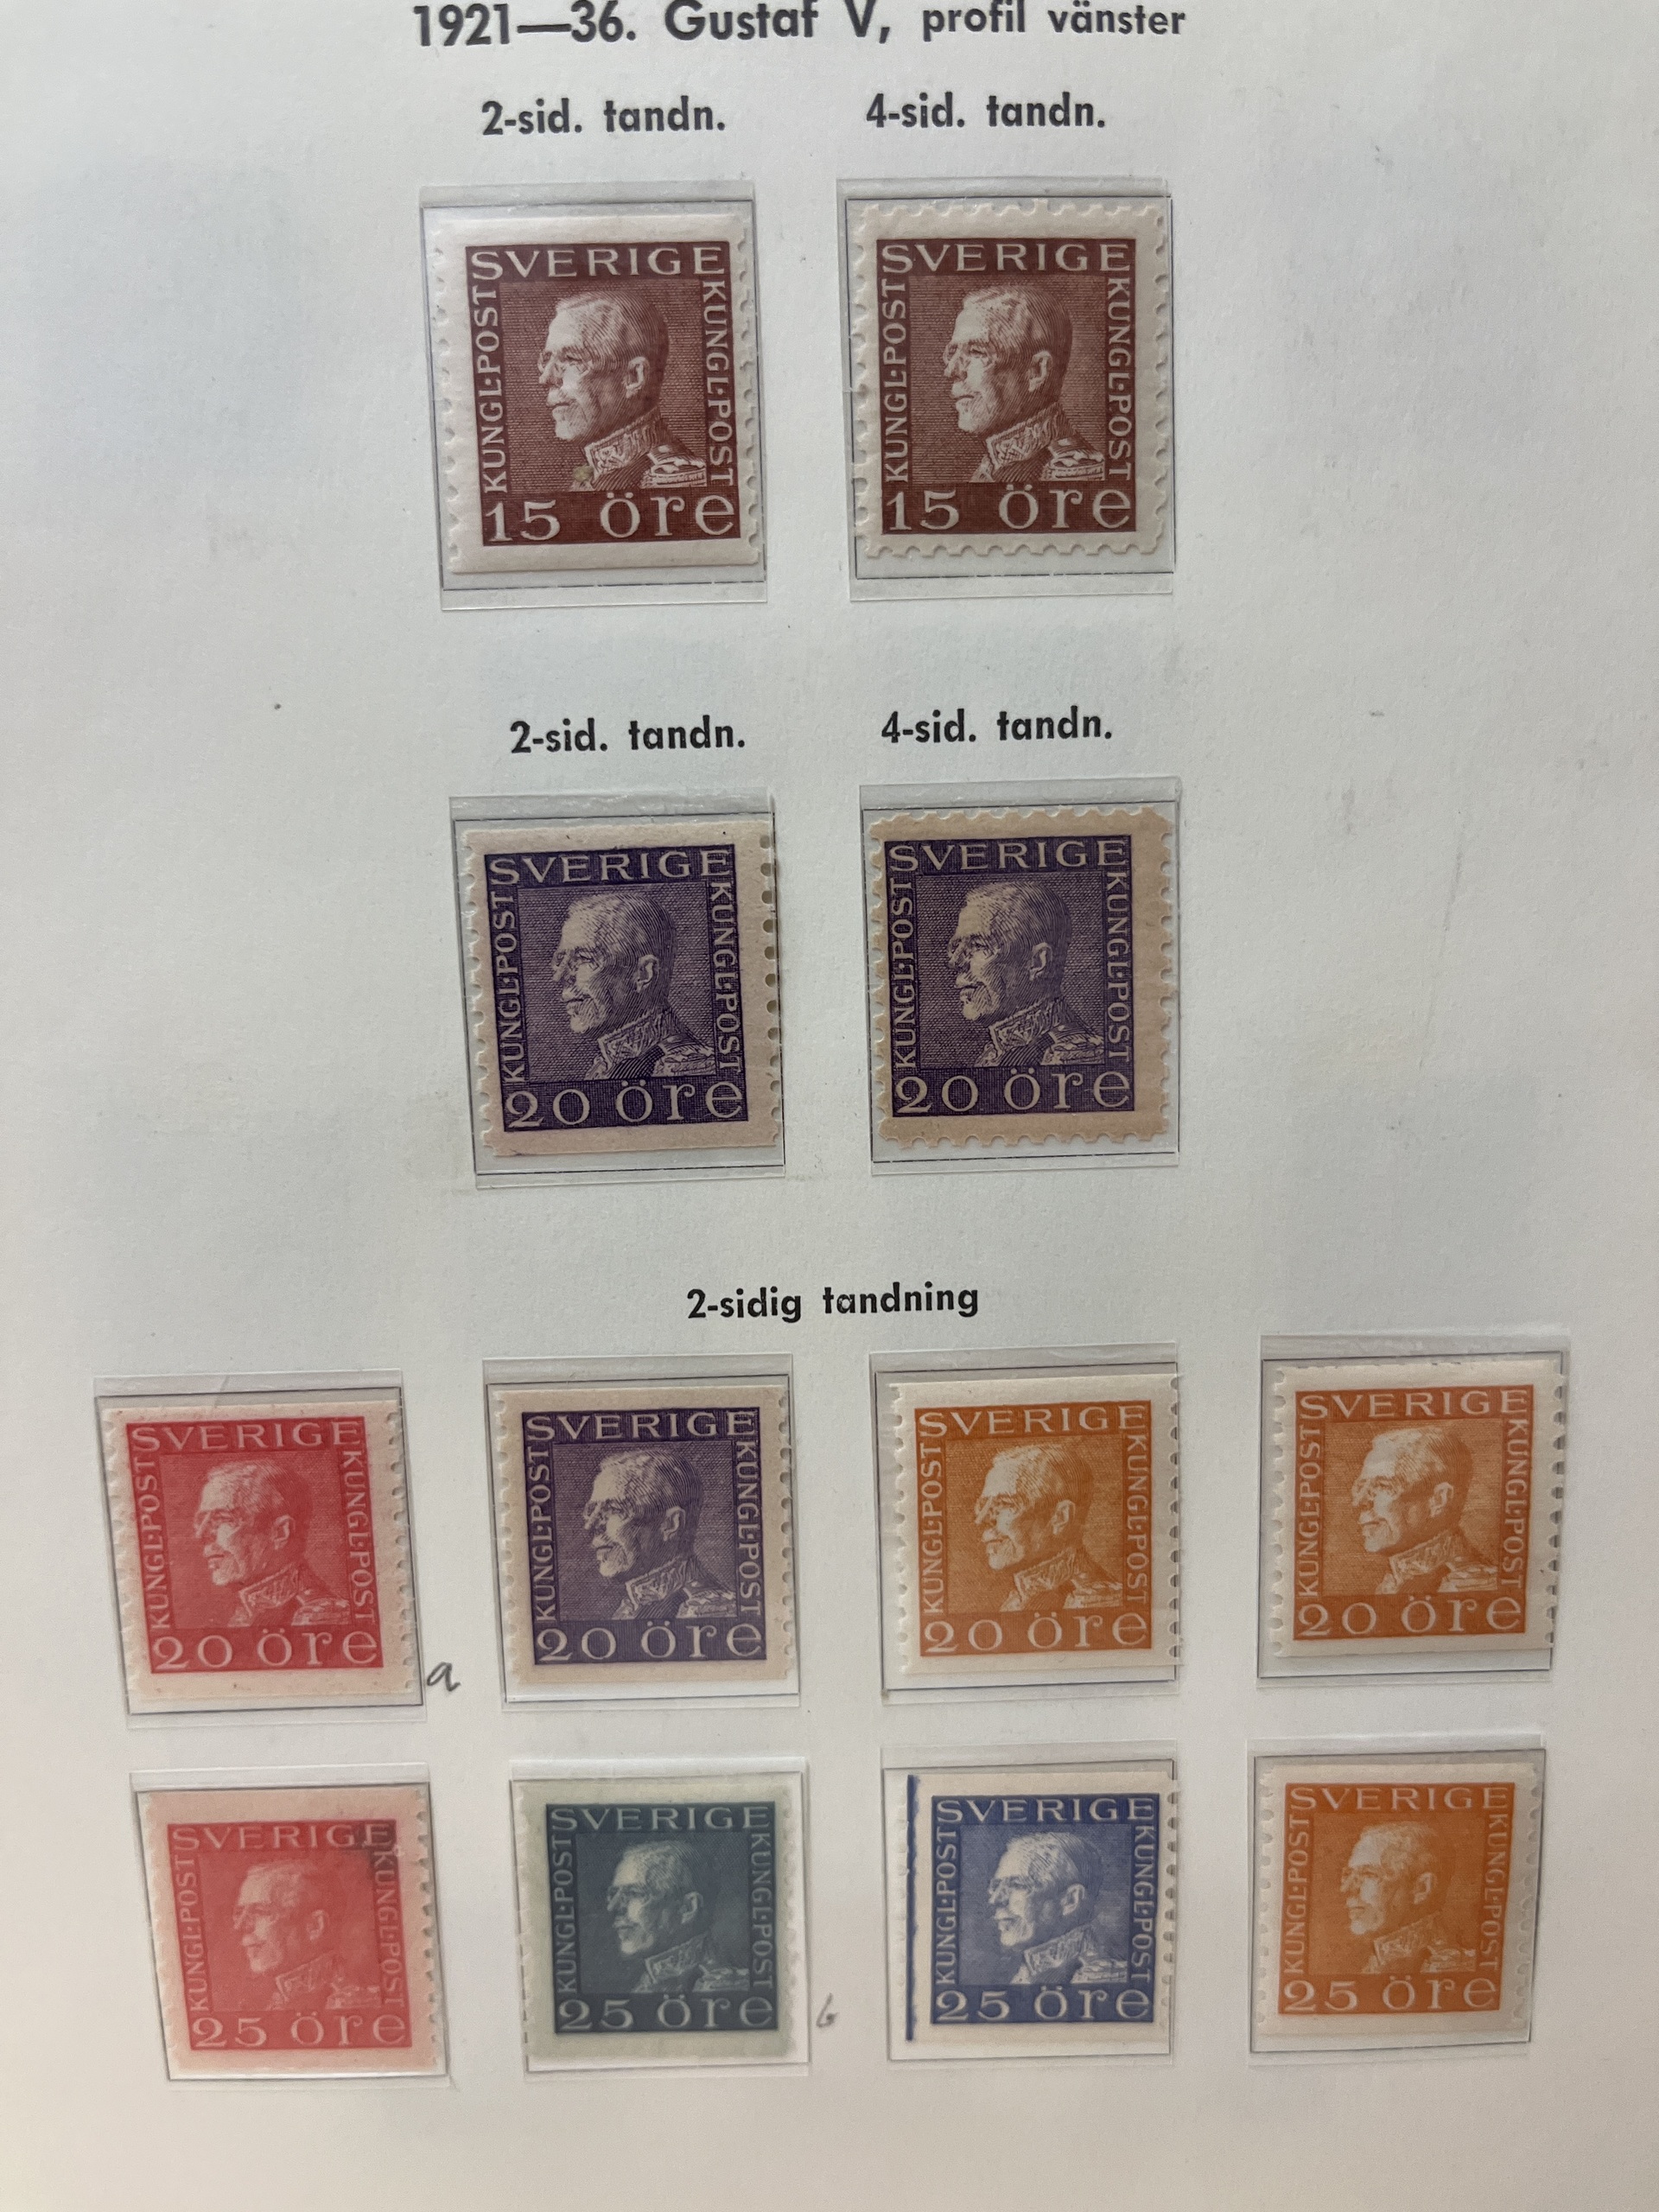 1921—36. Gustaf V, profil vänster
2-sid. tandn. 4-sid. tandn.
SVERIGE
KUNGL·POST
KUNGL·POST
15 öre
SVERIGE
KUNGL·POST
KUNGL·POST
15 öre
2-sid. tandn. 4-sid. tandn.
SVERIGE
KUNGL·POST
KUNGL·POST
20 öre
SVERIGE
KUNGL·POST
KUNGL·POST
20 öre
2-sidig tandning
SVERIGE
KUNGL·POST
KUNGL·POST
20 öre
a
SVERIGE
KUNGL·POST
KUNGL·POST
20 öre
SVERIGE
KUNGL·POST
KUNGL·POST
20 öre
SVERIGE
KUNGL·POST
KUNGL·POST
20 öre
SVERIGE
KUNGL·POST
KUNGL·POST
25 öre
SVERIGE
KUNGL·POST
KUNGL·POST
25 öre
b
SVERIGE
KUNGL·POST
KUNGL·POST
25 öre
SVERIGE
KUNGL·POST
KUNGL·POST
25 öre